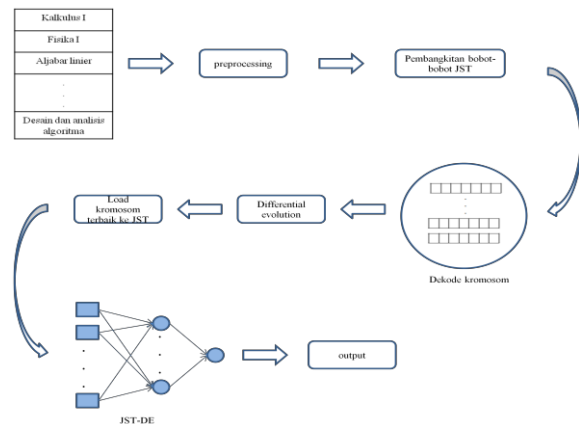 Kalkulus I
Fisika I
Aljabar linier
.
.
.
Desain dan analisis
algoritma
preprocessing
Pembangkitan bobot-
bobot JST
Load
kromosom
terbaik ke JST
Differential
evolution
Dekode kromosom
JST-DE
output